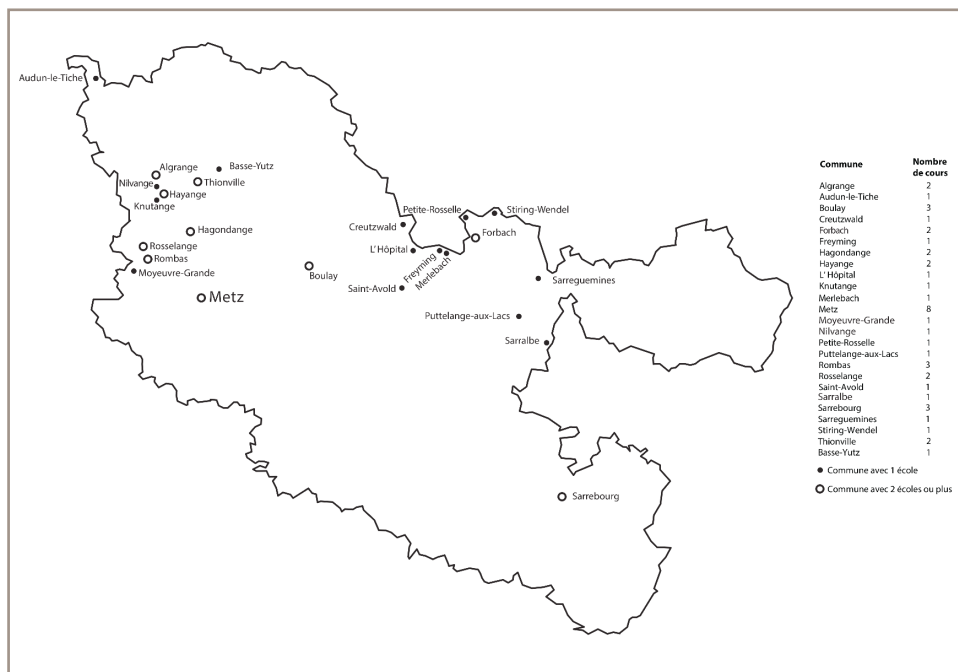 Audun-le-Tiche
Algrange
Basse-Yutz
Nilvange
Thionville
Hayange
Knutange
Hagondange
Rosselange
Rombas
Moyeuvre-Grande
Metz
Boulay
Petite-Rosselle
Stiring-Wendel
Creutzwald
Forbach
L'Hôpital
Freyming
Merlebach
Saint-Avold
Sarreguemines
Puttelange-aux-Lacs
Sarralbe
Sarrebourg
Commune Nombre
de cours
Algrange 2
Audun-le-Tiche 1
Boulay 3
Creutzwald 1
Forbach 2
Freyming 1
Hagondange 2
Hayange 2
L' Hôpital 1
Knutange 1
Merlebach 1
Metz 8
Moyeuvre-Grande 1
Nilvange 1
Petite-Rosselle 1
Puttelange-aux-Lacs 1
Rombas 3
Rosselange 2
Saint-Avold 1
Sarralbe 1
Sarrebourg 3
Sarreguemines 1
Stiring-Wendel 1
Thionville 2
Basse-Yutz 1
Commune avec 1 école
Commune avec 2 écoles ou plus